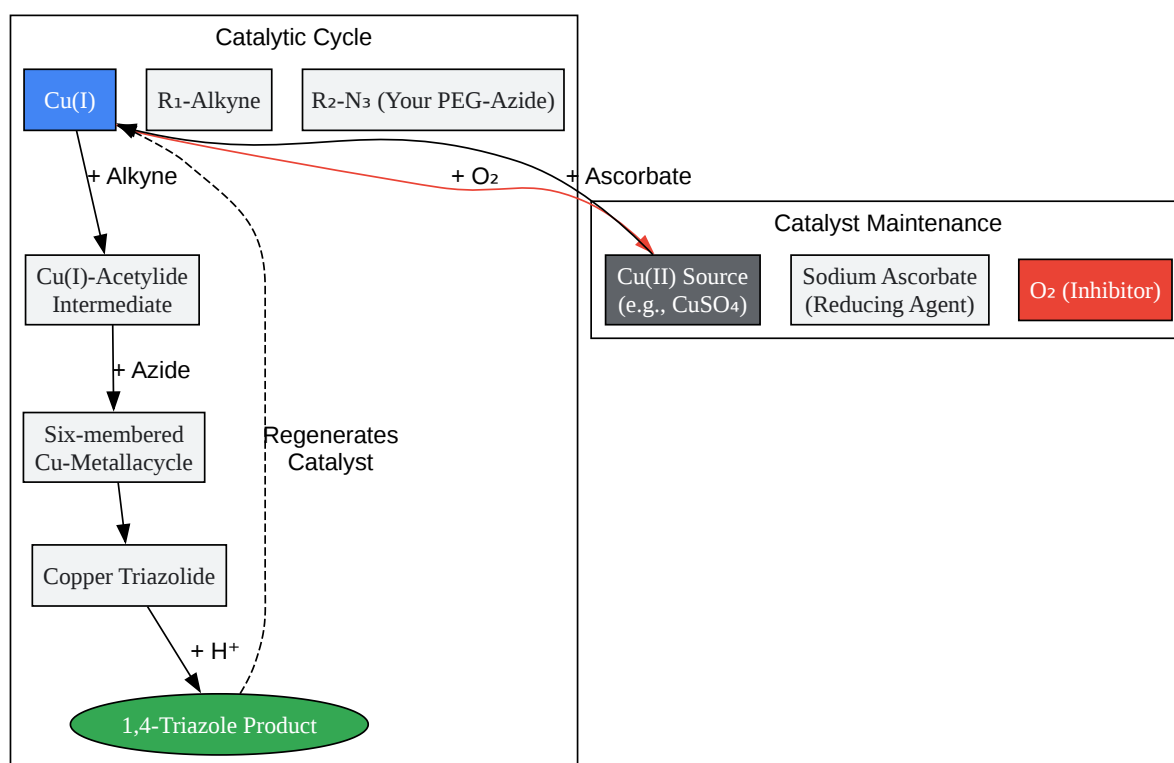 Catalytic Cycle
Cu(I)
R₁-Alkyne
R₂-N₃ (Your PEG-Azide)
+ Alkyne
+ O₂
+ Ascorbate
Catalyst Maintenance
Cu(I)-Acetylide
Intermediate
Cu(II) Source
(e.g., CuSO₄)
Sodium Ascorbate
(Reducing Agent)
O₂ (Inhibitor)
+ Azide
Six-membered
Cu-Metallacycle
Regenerates
Catalyst
Copper Triazolide
+ H⁺
1,4-Triazole Product